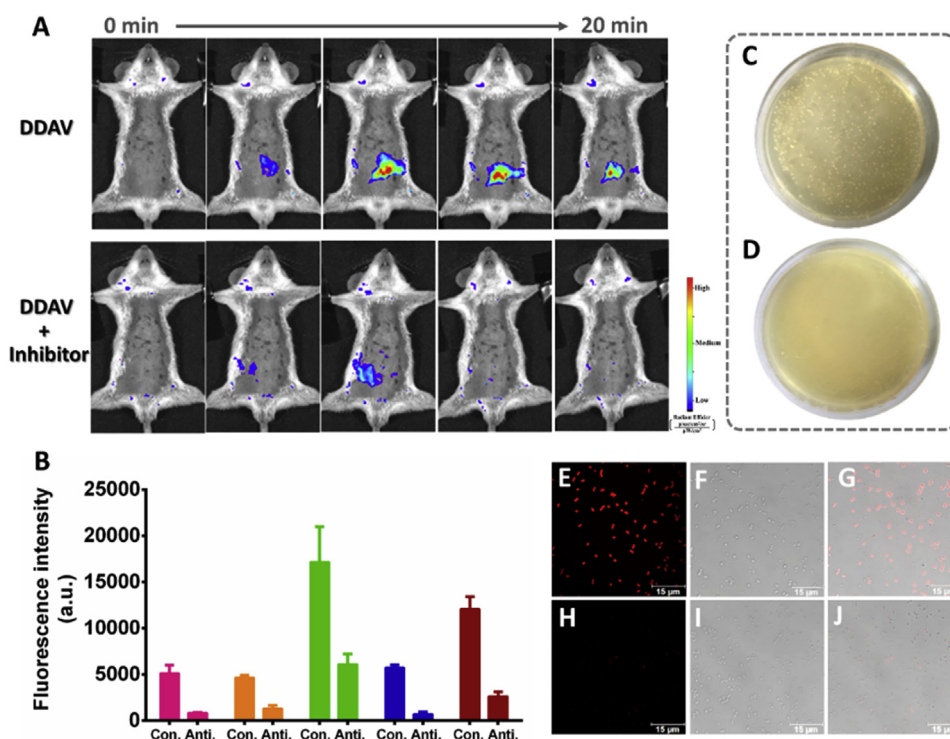 A
0 min
20 min
DDAV
DDAV
+
Inhibitor
High
Medium
Low
C
D
B
25000
20000
15000
10000
5000
0
Fluorescence intensity
(a.u.)
Con. Anti. Con. Anti. Con. Anti. Con. Anti. Con. Anti.
E
F
G
15 μm
15 μm
15 μm
H
I
J
15 μm
15 μm
15 μm